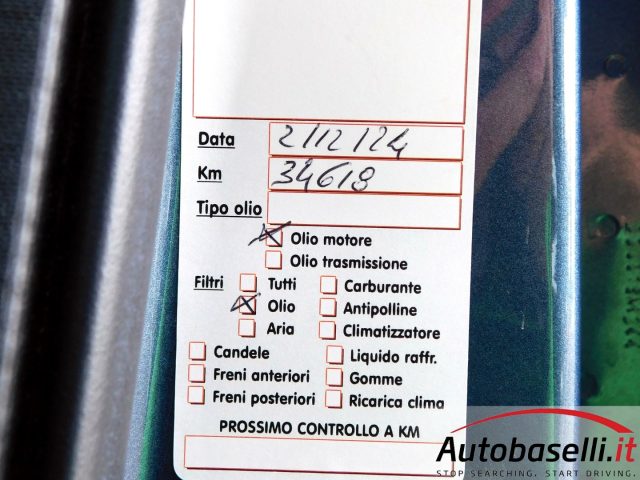 Data 2/12/24
Km 34618
Tipo olio
Olio motore
Olio trasmissione
Filtri Tutti Carburante
Olio Antipolline
Aria Climatizzatore
Candele Liquido raffr.
Freni anteriori Gomme
Freni posteriori Ricarica clima
PROSSIMO CONTROLLO A KM
Autobaselli.it
STOP SEARCHING. START DRIVING.